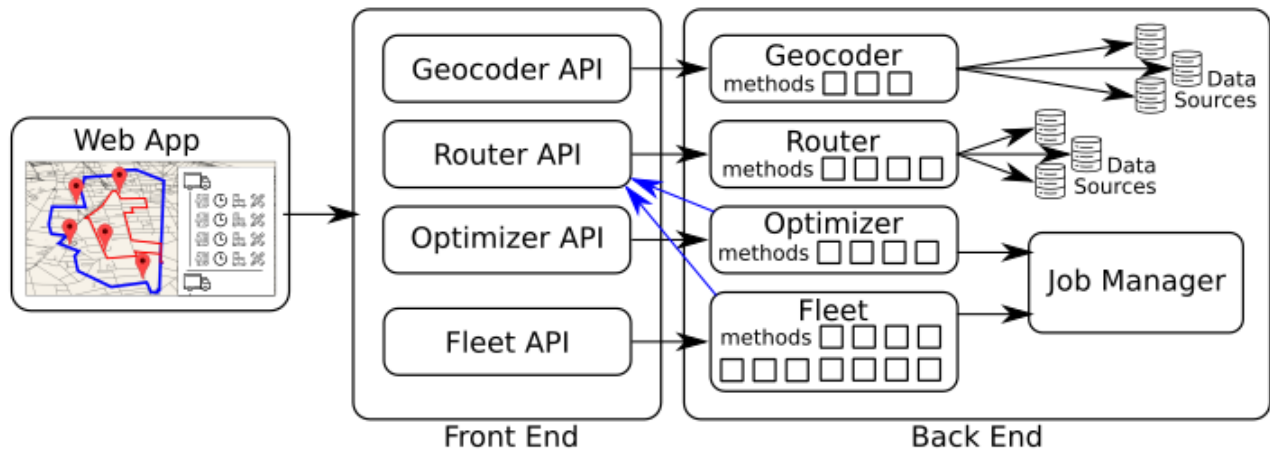 Web App
Geocoder API
Router API
Optimizer API
Fleet API
Front End
Geocoder
methods
Data
Sources
Router
methods
Data
Sources
Optimizer
methods
Fleet
methods
Job Manager
Back End